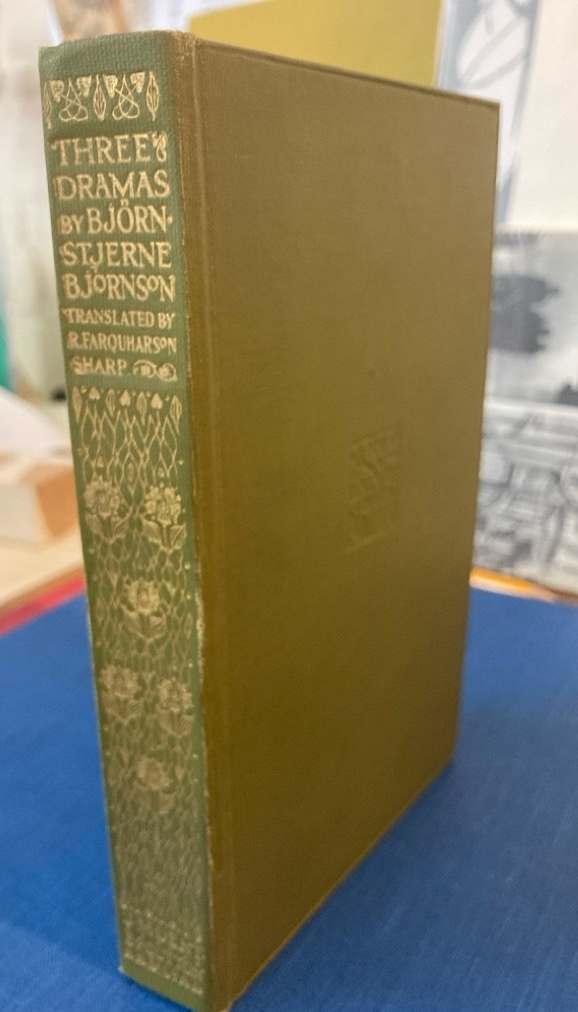 THREE
DRAMAS
BY BJÖRN-
STJERNE
BJÖRNSON
TRANSLATED BY
R. FARQUHARSON
SHARP